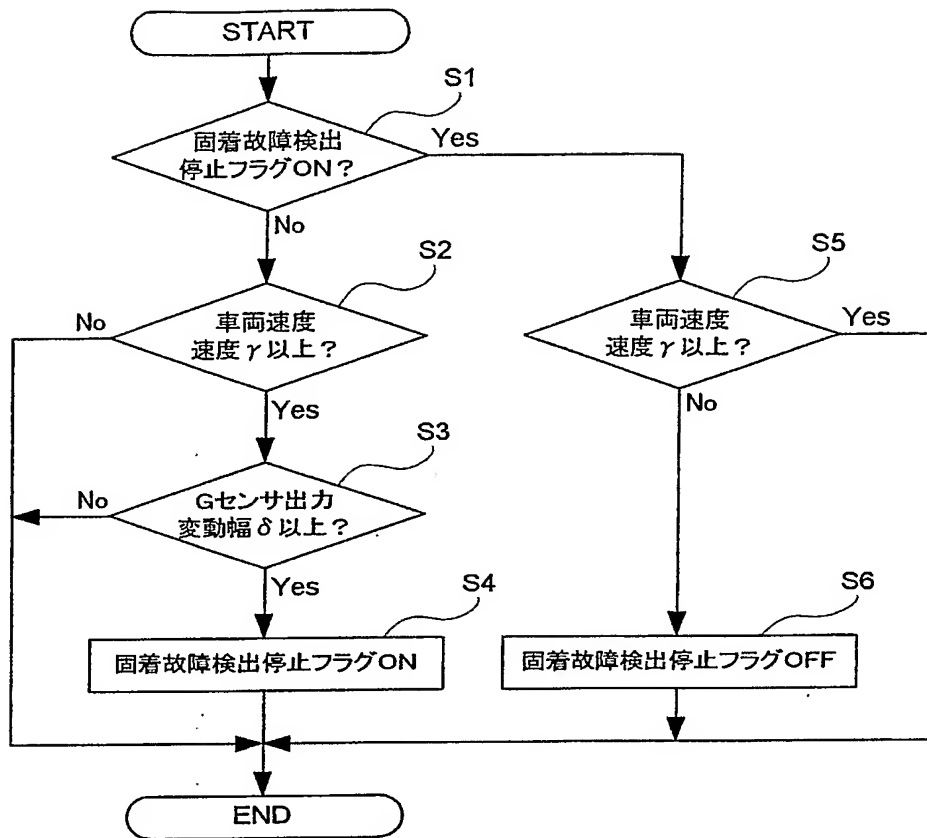 START
S1
固着故障検出
停止フラグON?
Yes
No
S2
車両速度
速度γ以上?
No
Yes
S3
Gセンサ出力
変動幅δ以上?
No
Yes
S4
固着故障検出停止フラグON
S5
車両速度
速度γ以上?
Yes
No
S6
固着故障検出停止フラグOFF
END